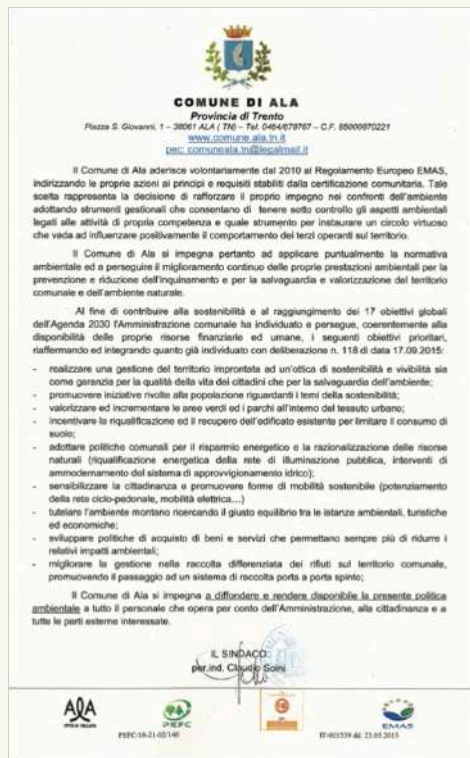 COMUNE DI ALA
Provincia di Trento
Piazza S. Giovanni, 1 – 38061 ALA ( TN) – Tel. 0464/678767 – C.F. 85000870221
www.comune.ala.tn.it
pec: comuneala.tn@legalmail.it
Il Comune di Ala aderisce volontariamente dal 2010 al Regolamento Europeo EMAS,
indirizzando le proprie azioni ai principi e requisiti stabiliti dalla certificazione comunitaria. Tale
scelta rappresenta la decisione di rafforzare il proprio impegno nei confronti dell'ambiente
adottando strumenti gestionali che consentano di tenere sotto controllo gli aspetti ambientali
legati alle attività di propria competenza e quale strumento per instaurare un circolo virtuoso
che vada ad influenzare positivamente il comportamento dei terzi operanti sul territorio.
Il Comune di Ala si impegna pertanto ad applicare puntualmente la normativa
ambientale ed a perseguire il miglioramento continuo delle proprie prestazioni ambientali per la
prevenzione e riduzione dell'inquinamento e per la salvaguardia e valorizzazione del territorio
comunale e dell'ambiente naturale.
Al fine di contribuire alla sostenibilità e al raggiungimento dei 17 obiettivi globali
dell'Agenda 2030 l'Amministrazione comunale ha individuato e persegue, coerentemente alla
disponibilità delle proprie risorse finanziarie ed umane, i seguenti obiettivi prioritari,
riaffermando ed integrando quanto già individuato con deliberazione n. 118 di data 17.09.2015:
- realizzare una gestione del territorio improntata ad un'ottica di sostenibilità e vivibilità sia
come garanzia per la qualità della vita dei cittadini che per la salvaguardia dell'ambiente;
- promuovere iniziative rivolte alla popolazione riguardanti i temi della sostenibilità;
- valorizzare ed incrementare le aree verdi ed i parchi all'interno del tessuto urbano;
- incentivare la riqualificazione ed il recupero dell'edificato esistente per limitare il consumo di
suolo;
- adottare politiche comunali per il risparmio energetico e la razionalizzazione delle risorse
naturali (riqualificazione energetica della rete di illuminazione pubblica, interventi di
ammodernamento del sistema di approvvigionamento idrico);
- sensibilizzare la cittadinanza e promuovere forme di mobilità sostenibile (potenziamento
della rete ciclo-pedonale, mobilità elettrica...)
- tutelare l'ambiente montano ricercando il giusto equilibrio tra le istanze ambientali, turistiche
ed economiche;
- sviluppare politiche di acquisto di beni e servizi che permettano sempre più di ridurre i
relativi impatti ambientali;
- migliorare la gestione nella raccolta differenziata dei rifiuti sul territorio comunale,
promuovendo il passaggio ad un sistema di raccolta porta a porta spinto;
Il Comune di Ala si impegna a diffondere e rendere disponibile la presente politica
ambientale a tutto il personale che opera per conto dell'Amministrazione, alla cittadinanza e a
tutte le parti esterne interessate.
IL SINDACO
per.ind. Claudio Soini
ALA
PEFC
EMAS
PEFC/18-21-02/140
IT-001539 dd. 23.05.2013